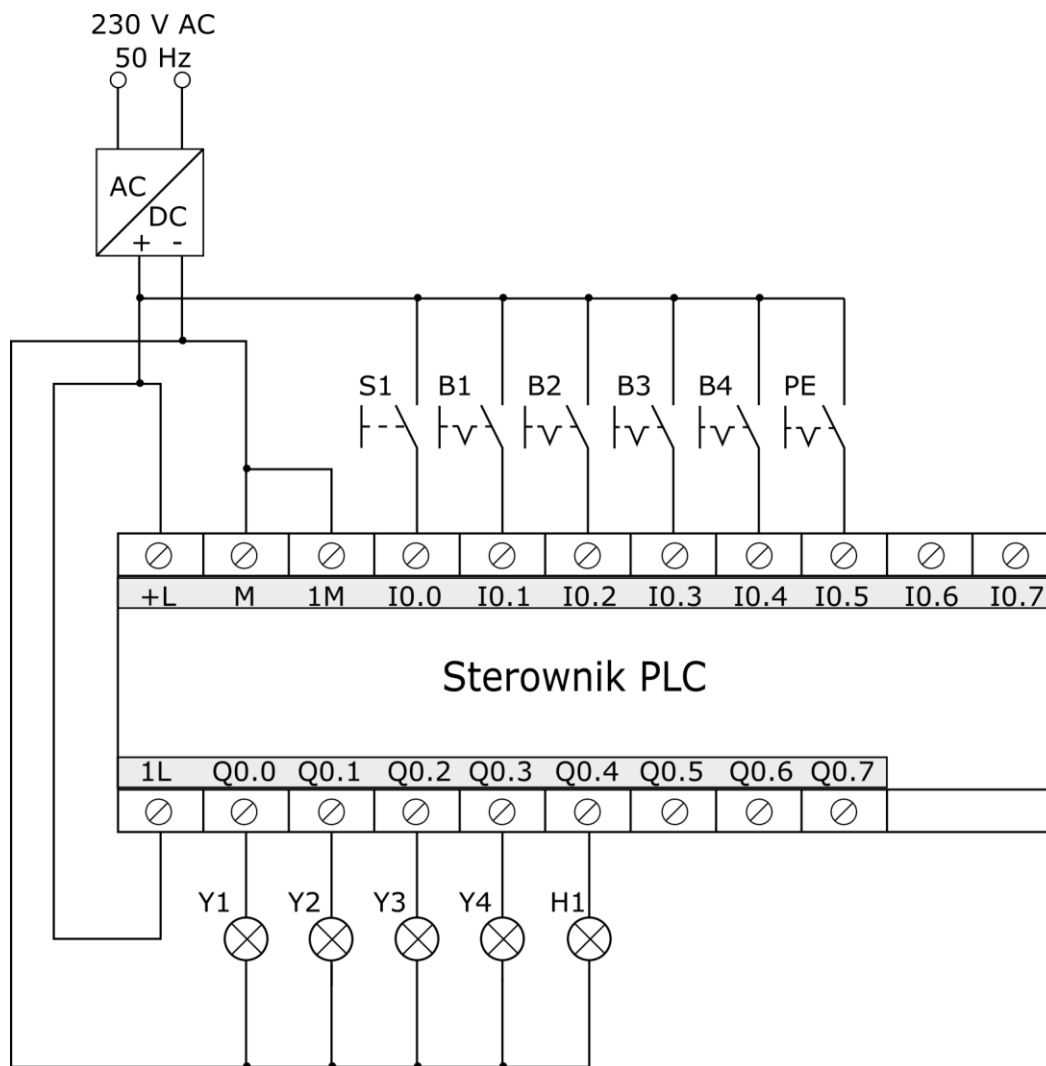 230 V AC
50 Hz
AC
DC
+ -
S1 B1 B2 B3 B4 PE
+L M 1M I0.0 I0.1 I0.2 I0.3 I0.4 I0.5 I0.6 I0.7
Sterownik PLC
1L Q0.0 Q0.1 Q0.2 Q0.3 Q0.4 Q0.5 Q0.6 Q0.7
Y1 Y2 Y3 Y4 H1